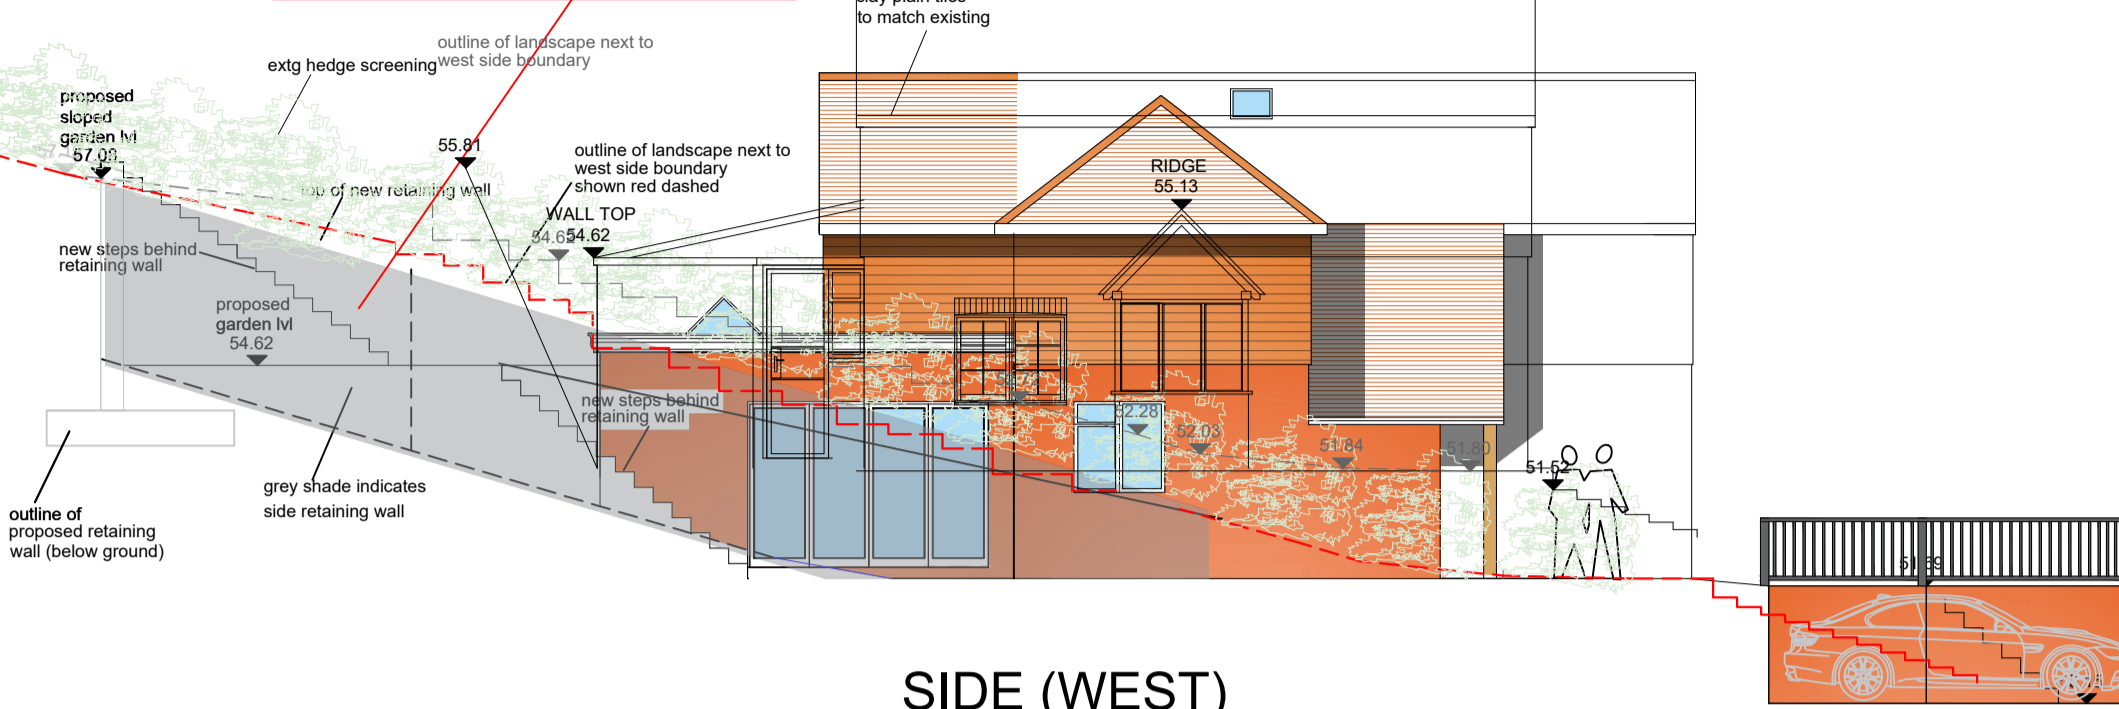 to match existing
outline of landscape next to
west side boundary
extg hedge screening
proposed
sloped
garden lvl
57.08
55.81
outline of landscape next to
west side boundary
shown red dashed
RIDGE
55.13
top of new retaining wall
WALL TOP
54.62
54.62
new steps behind
retaining wall
proposed
garden lvl
54.62
new steps behind
retaining wall
52.28
52.03
51.84
51.80
51.52
grey shade indicates
side retaining wall
outline of
proposed retaining
wall (below ground)
SIDE (WEST)